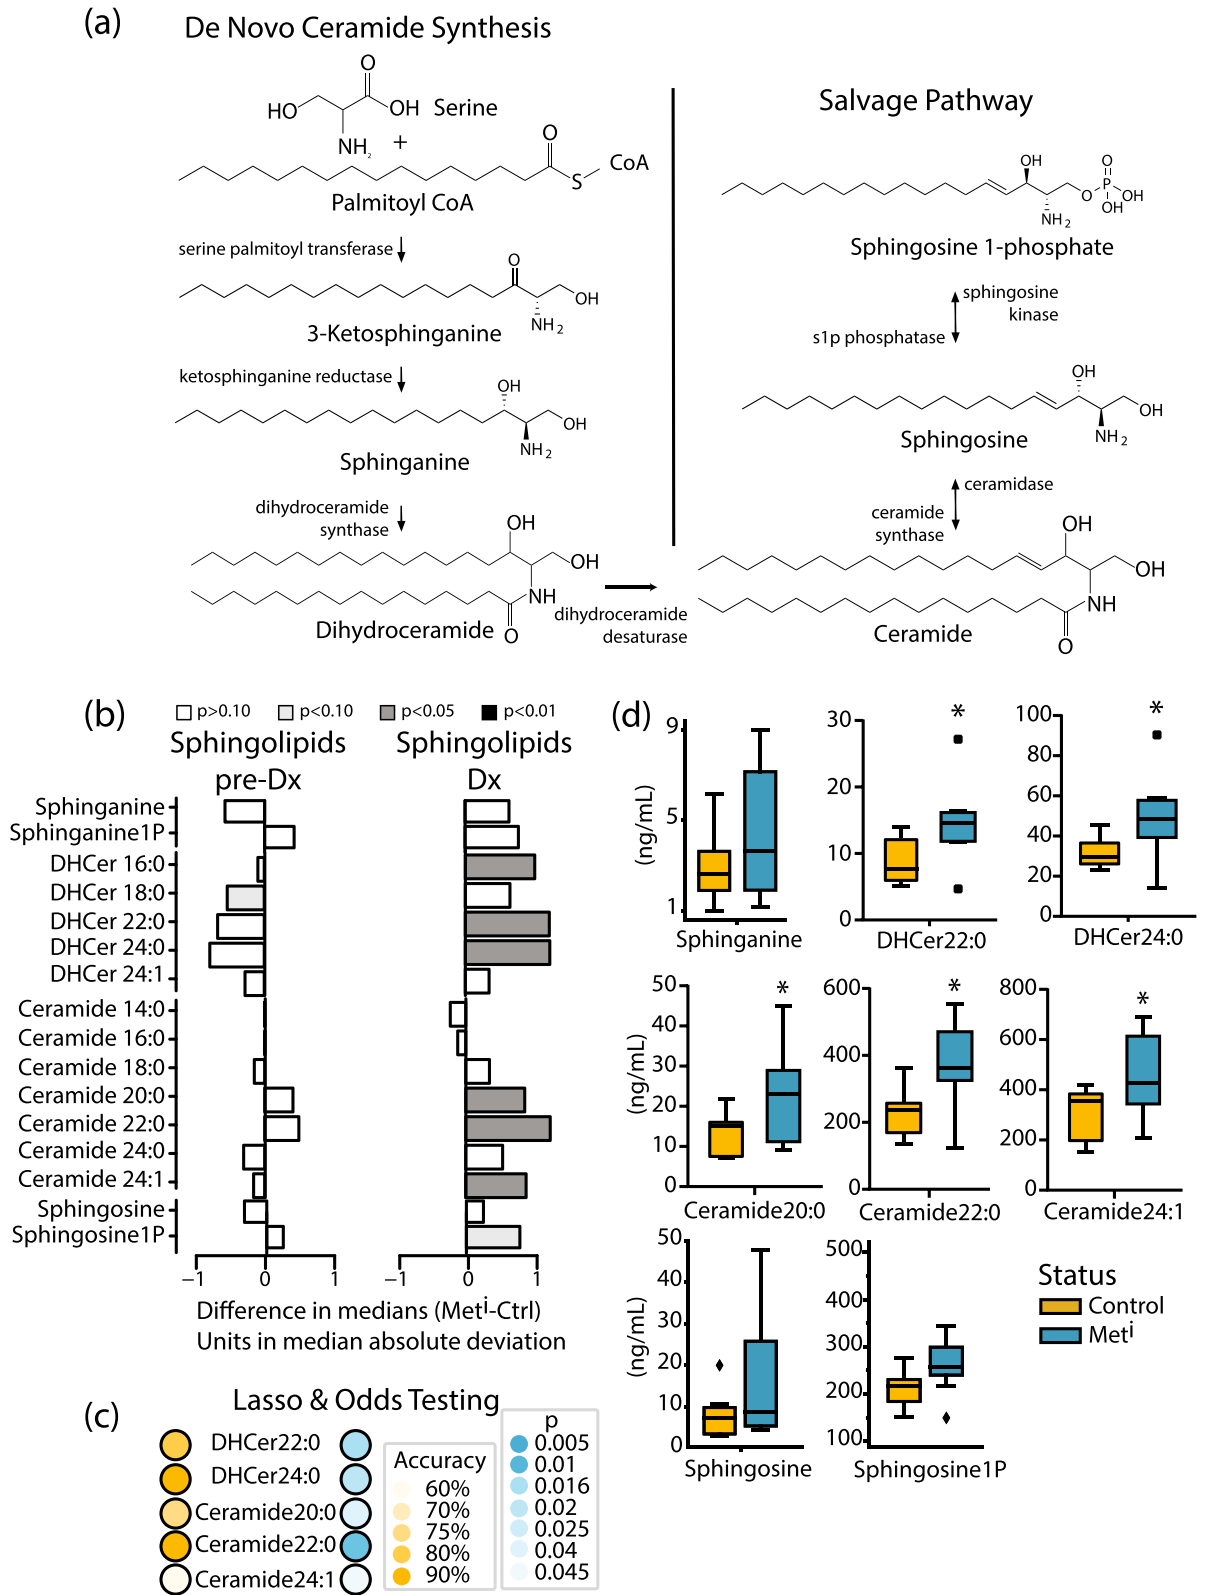 (a)
De Novo Ceramide Synthesis
O
HO
OH
Serine
NH2
+
O
CoA
S
Palmitoyl CoA
serine palmitoyl transferase
O
OH
NH2
3-Ketosphinganine
ketosphinganine reductase
OH
OH
NH2
Sphinganine
dihydroceramide
synthase
OH
OH
NH
O
Dihydroceramide
dihydroceramide
desaturase
Salvage Pathway
OH
O
P
O
OH
OH
NH2
Sphingosine 1-phosphate
sphingosine
kinase
s1p phosphatase
OH
OH
NH2
Sphingosine
ceramidase
ceramide
synthase
OH
OH
NH
O
Ceramide
(b)
p>0.10 p<0.10 p<0.05 p<0.01
Sphingolipids
pre-Dx
Sphingolipids
Dx
Sphinganine
Sphinganine1P
DHCer 16:0
DHCer 18:0
DHCer 22:0
DHCer 24:0
DHCer 24:1
Ceramide 14:0
Ceramide 16:0
Ceramide 18:0
Ceramide 20:0
Ceramide 22:0
Ceramide 24:0
Ceramide 24:1
Sphingosine
Sphingosine1P
−1 0 1
−1 0 1
Difference in medians (Metⁱ-Ctrl)
Units in median absolute deviation
(c)
Lasso & Odds Testing
DHCer22:0
DHCer24:0
Ceramide20:0
Ceramide22:0
Ceramide24:1
Accuracy
60%
70%
75%
80%
90%
p
0.005
0.01
0.016
0.02
0.025
0.04
0.045
(d)
9
5
1
(ng/mL)
Sphinganine
30
20
10
0
*
DHCer22:0
100
80
60
40
20
0
*
DHCer24:0
50
40
30
20
10
0
(ng/mL)
*
Ceramide20:0
600
400
200
0
*
Ceramide22:0
800
600
400
200
0
*
Ceramide24:1
50
40
30
20
10
0
(ng/mL)
Sphingosine
500
400
300
200
100
Sphingosine1P
Status
Control
Metⁱ